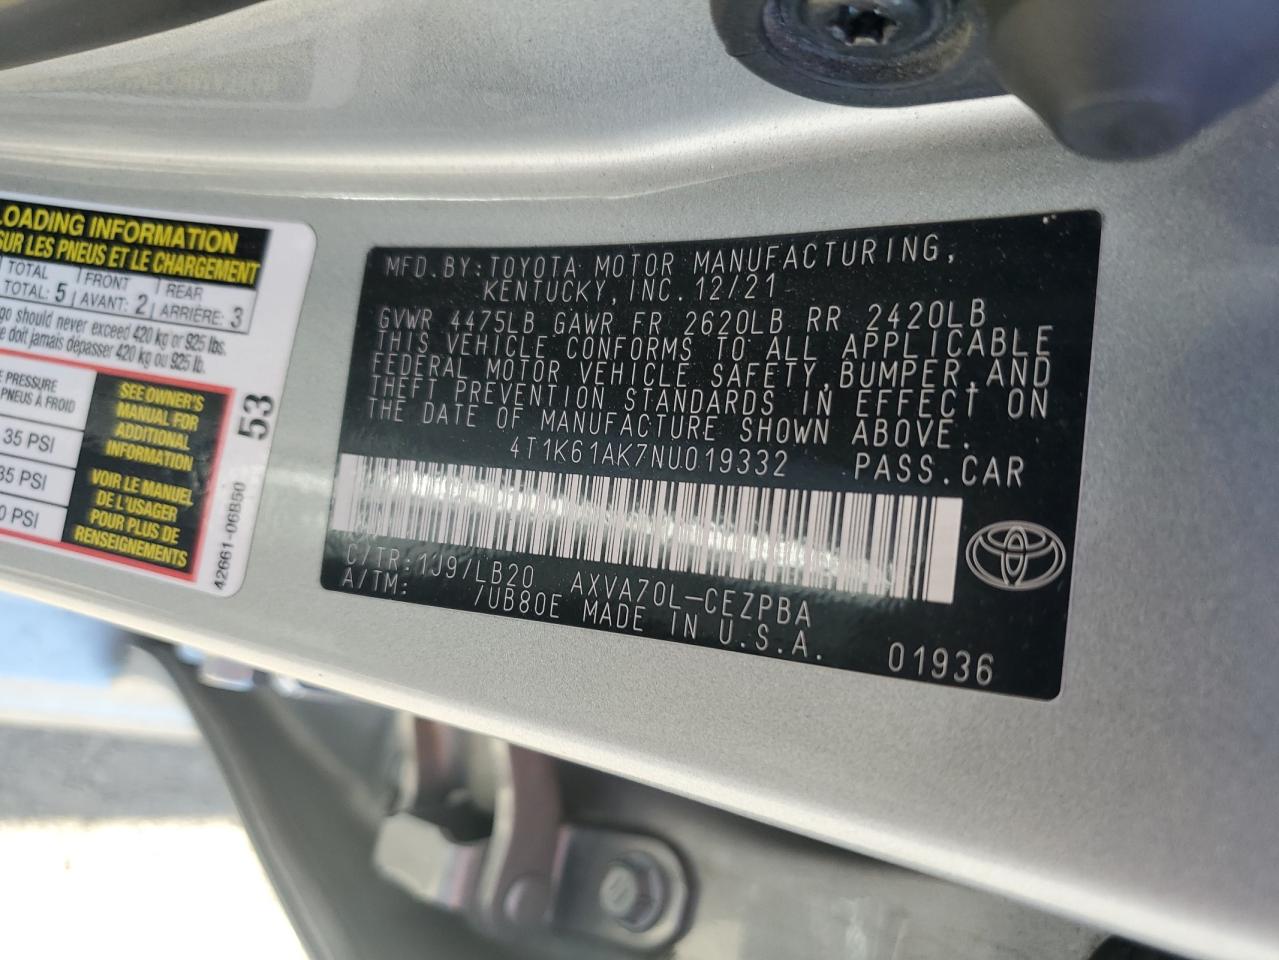 LOADING INFORMATION
SUR LES PNEUS ET LE CHARGEMENT
TOTAL FRONT REAR
TOTAL: 5 AVANT: 2 ARRIÈRE: 3
go should never exceed 420 kg or 925 lbs.
e doit jamais dépasser 420 kg ou 925 lb.
E PRESSURE
PNEUS À FROID
35 PSI
35 PSI
0 PSI
SEE OWNER'S
MANUAL FOR
ADDITIONAL
INFORMATION
VOIR LE MANUEL
DE L'USAGER
POUR PLUS DE
RENSEIGNEMENTS
53
42661-06B50
MFD.BY:TOYOTA MOTOR MANUFACTURING,
KENTUCKY,INC.12/21
GVWR 4475LB GAWR FR 2620LB RR 2420LB
THIS VEHICLE CONFORMS TO ALL APPLICABLE
FEDERAL MOTOR VEHICLE SAFETY,BUMPER,AND
THEFT PREVENTION STANDARDS IN EFFECT ON
THE DATE OF MANUFACTURE SHOWN ABOVE.
4T1K61AK7NU019332 PASS.CAR
C/TR:1J9/LB20 AXVA70L-CEZPBA
A/TM: /UB80E MADE IN U.S.A.
01936